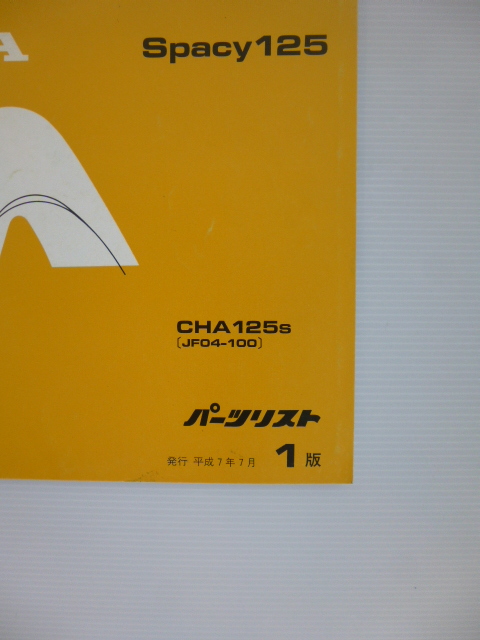 A
Spacy125
CHA125s
[JF04-100]
パーツリスト
発行 平成7年7月 1版